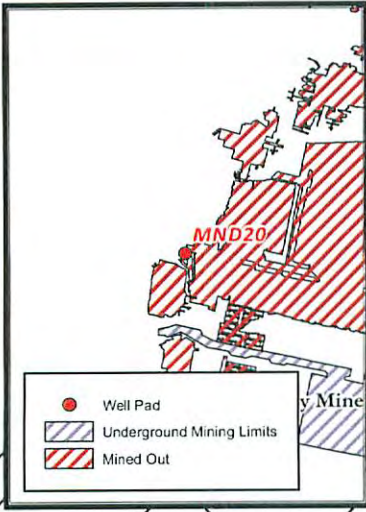 MND20
y Mine
Well Pad
Underground Mining Limits
Mined Out